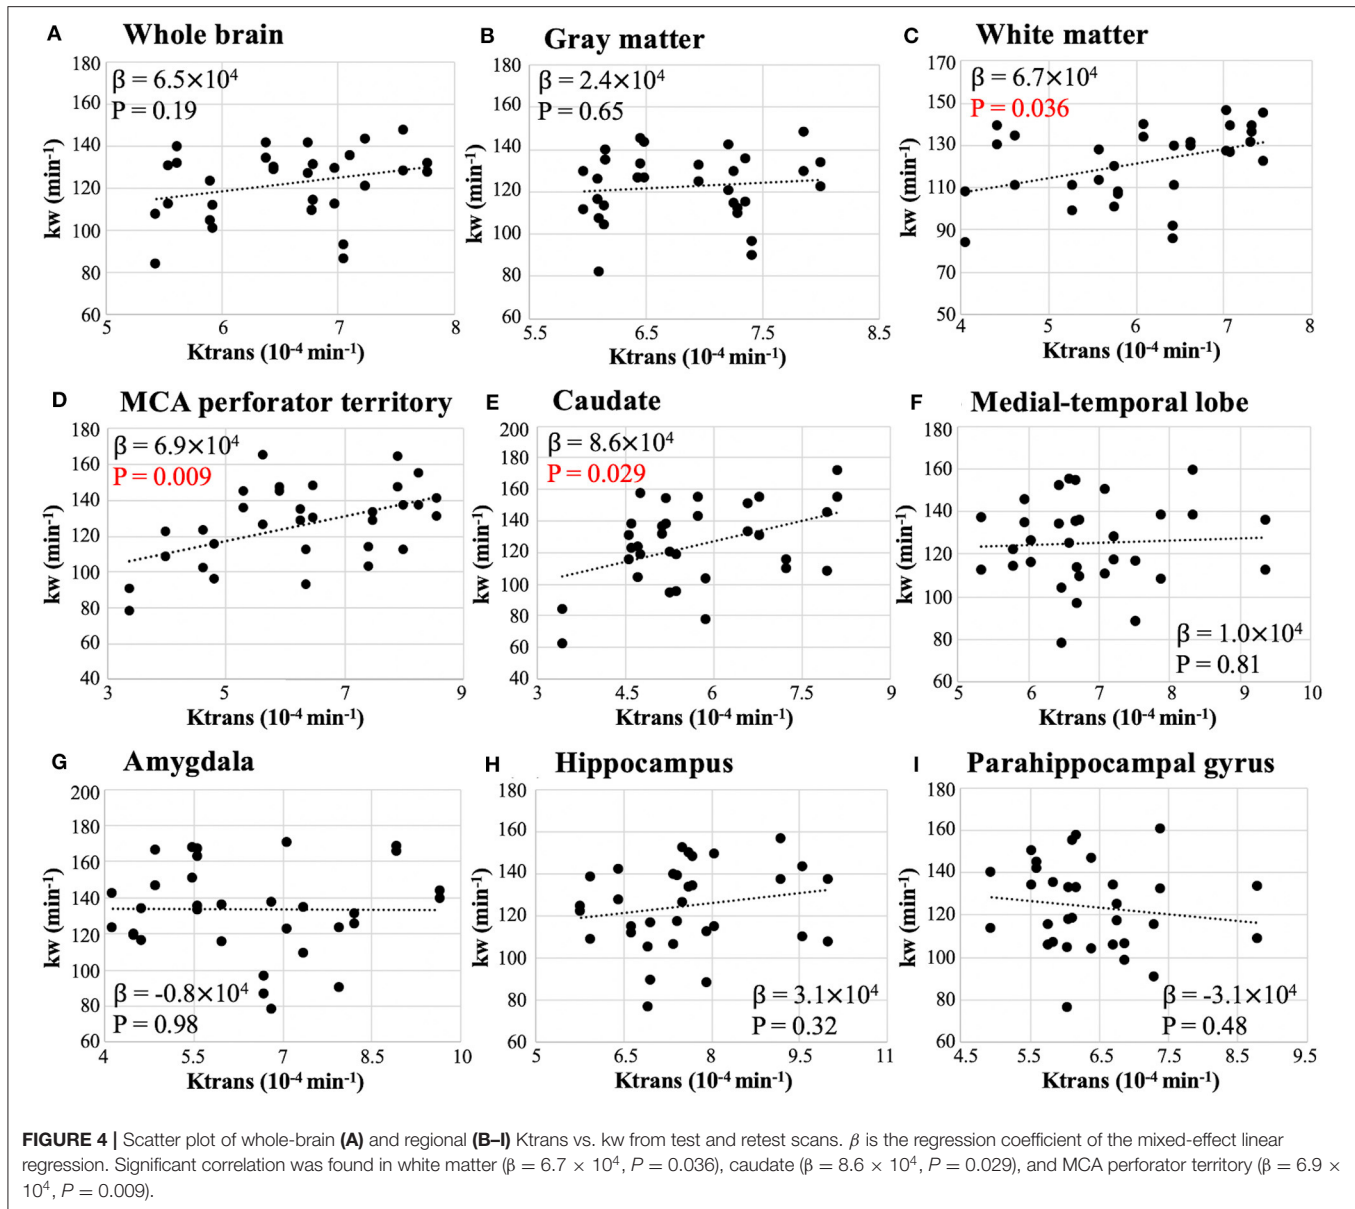 A Whole brain
180
160
140
120
100
80
60
kw (min⁻¹)
β = 6.5×10⁴
P = 0.19
5 6 7 8
Ktrans (10⁻⁴ min⁻¹)
B Gray matter
180
160
140
120
100
80
60
kw (min⁻¹)
β = 2.4×10⁴
P = 0.65
5.5 6.5 7.5 8.5
Ktrans (10⁻⁴ min⁻¹)
C White matter
170
150
130
110
90
70
50
kw (min⁻¹)
β = 6.7×10⁴
P = 0.036
4 5 6 7 8
Ktrans (10⁻⁴ min⁻¹)
D MCA perforator territory
180
160
140
120
100
80
60
40
kw (min⁻¹)
β = 6.9×10⁴
P = 0.009
3 5 7 9
Ktrans (10⁻⁴ min⁻¹)
E Caudate
200
180
160
140
120
100
80
60
40
kw (min⁻¹)
β = 8.6×10⁴
P = 0.029
3 4.5 6 7.5 9
Ktrans (10⁻⁴ min⁻¹)
F Medial-temporal lobe
180
160
140
120
100
80
60
kw (min⁻¹)
β = 1.0×10⁴
P = 0.81
5 6 7 8 9 10
Ktrans (10⁻⁴ min⁻¹)
G Amygdala
200
180
160
140
120
100
80
60
kw (min⁻¹)
β = -0.8×10⁴
P = 0.98
4 5.5 7 8.5 10
Ktrans (10⁻⁴ min⁻¹)
H Hippocampus
180
160
140
120
100
80
60
kw (min⁻¹)
β = 3.1×10⁴
P = 0.32
5 6.5 8 9.5 11
Ktrans (10⁻⁴ min⁻¹)
I Parahippocampal gyrus
180
160
140
120
100
80
60
kw (min⁻¹)
β = -3.1×10⁴
P = 0.48
4.5 5.5 6.5 7.5 8.5 9.5
Ktrans (10⁻⁴ min⁻¹)
FIGURE 4 | Scatter plot of whole-brain (A) and regional (B–I) Ktrans vs. kw from test and retest scans. β is the regression coefficient of the mixed-effect linear
regression. Significant correlation was found in white matter (β = 6.7 × 10⁴, P = 0.036), caudate (β = 8.6 × 10⁴, P = 0.029), and MCA perforator territory (β = 6.9 ×
10⁴, P = 0.009).